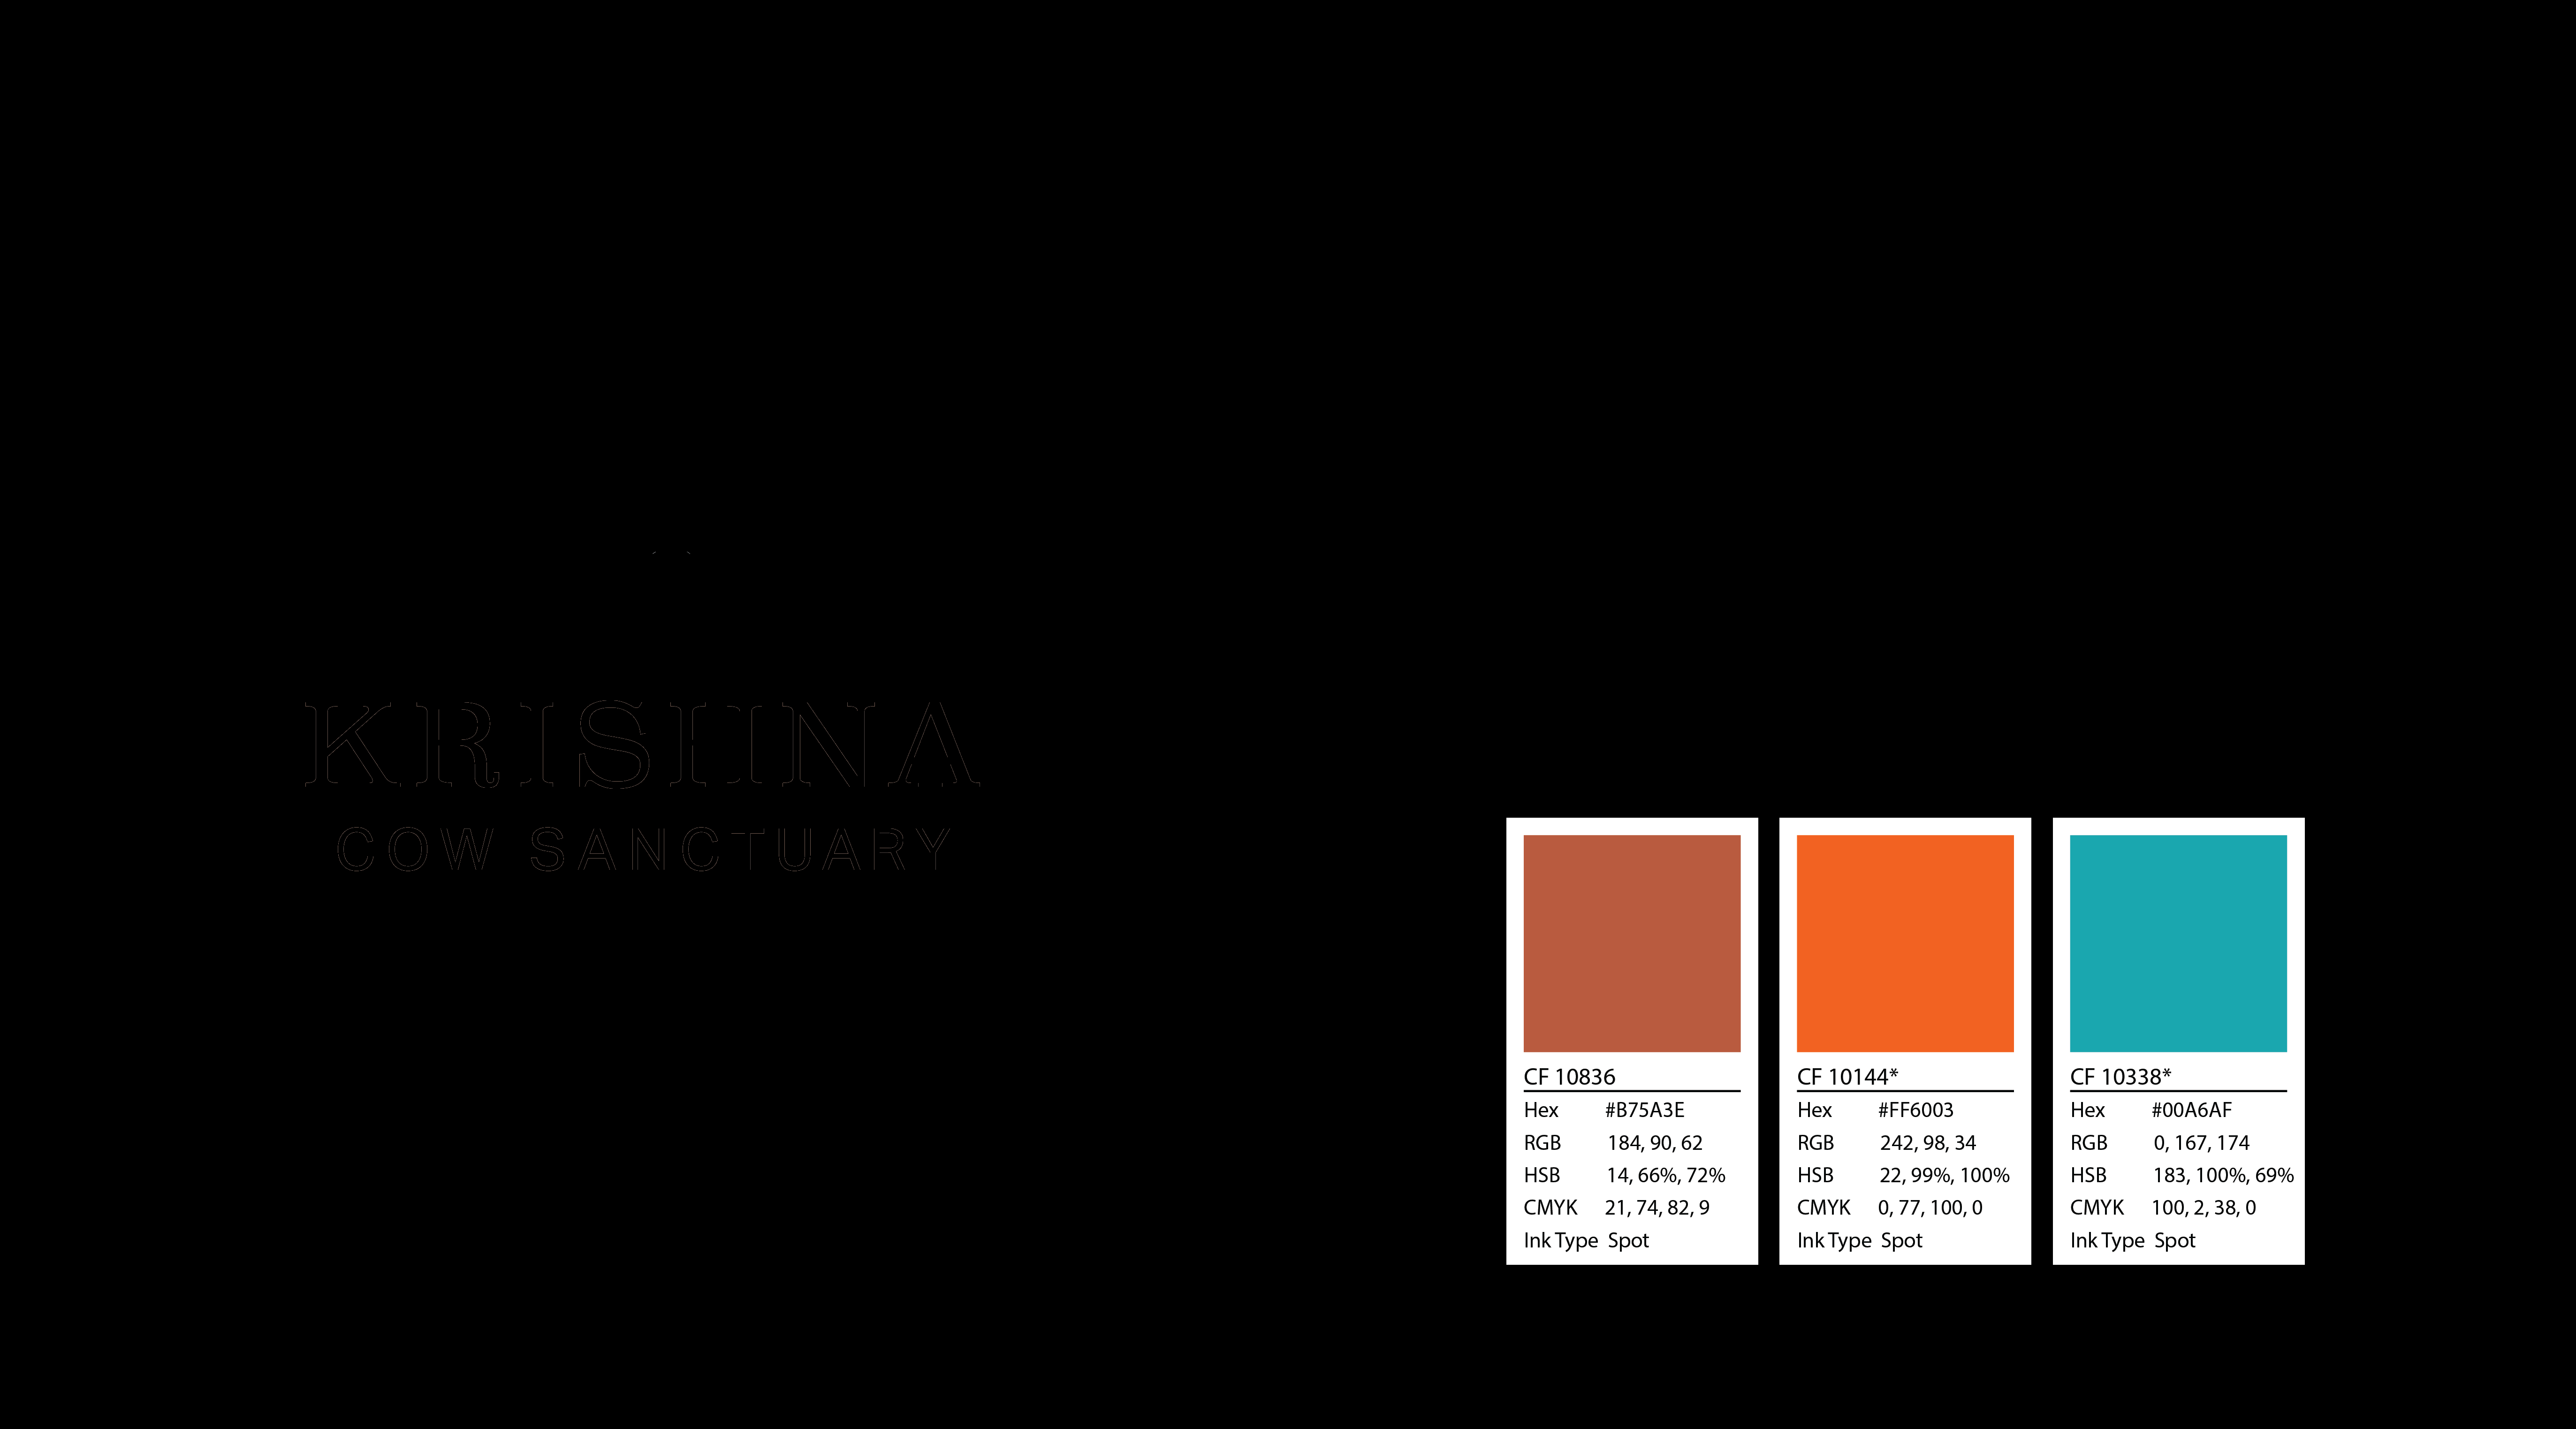 KRISHNA
COW SANCTUARY
CF 10836
Hex #B75A3E
RGB 184, 90, 62
HSB 14, 66%, 72%
CMYK 21, 74, 82, 9
Ink Type Spot
CF 10144*
Hex #FF6003
RGB 242, 98, 34
HSB 22, 99%, 100%
CMYK 0, 77, 100, 0
Ink Type Spot
CF 10338*
Hex #00A6AF
RGB 0, 167, 174
HSB 183, 100%, 69%
CMYK 100, 2, 38, 0
Ink Type Spot